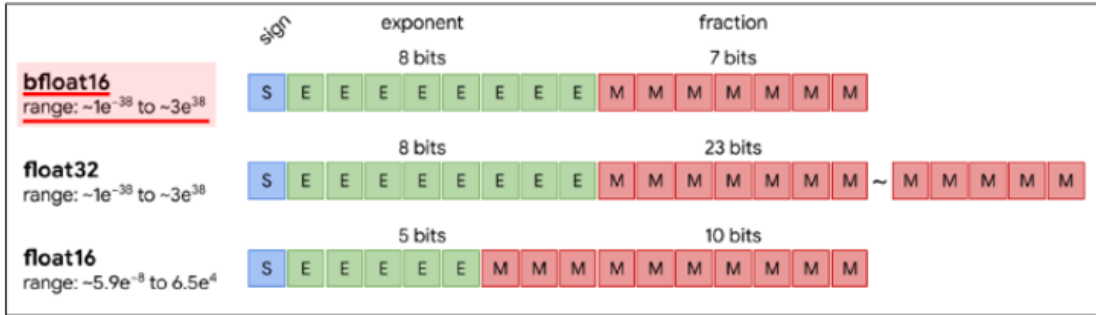 sign exponent fraction
8 bits 7 bits
bfloat16
range: ~1e⁻³⁸ to ~3e³⁸
S E E E E E E E E M M M M M M M
8 bits 23 bits
float32
range: ~1e⁻³⁸ to ~3e³⁸
S E E E E E E E E M M M M M M M ~ M M M M M
5 bits 10 bits
float16
range: ~5.9e⁻⁸ to 6.5e⁴
S E E E E E M M M M M M M M M M